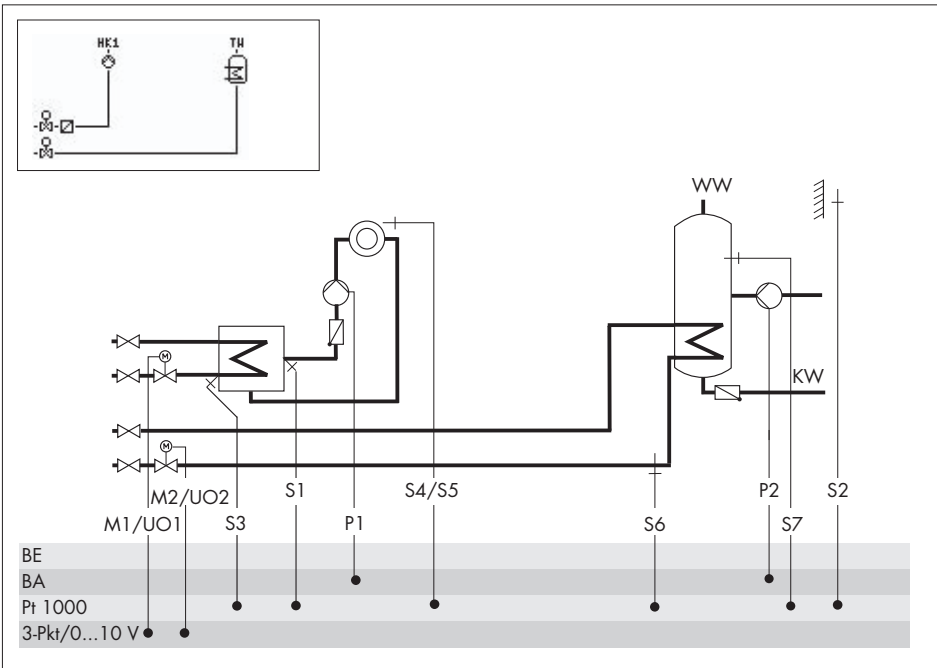 HK1 TW
WW
M
KW
M
M2/UO2 S1 S4/S5 P2 S2
M1/UO1 S3 P1 S6 S7
BE
BA
Pt 1000
3-Pkt/0...10 V